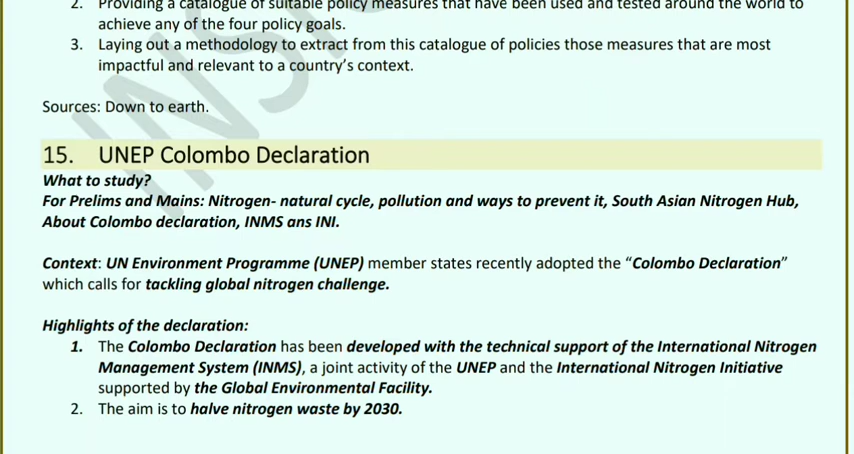 2. Providing a catalogue of suitable policy measures that have been used and tested around the world to
achieve any of the four policy goals.
3. Laying out a methodology to extract from this catalogue of policies those measures that are most
impactful and relevant to a country's context.
Sources: Down to earth.
15. UNEP Colombo Declaration
What to study?
For Prelims and Mains: Nitrogen- natural cycle, pollution and ways to prevent it, South Asian Nitrogen Hub,
About Colombo declaration, INMS ans INI.
Context: UN Environment Programme (UNEP) member states recently adopted the “Colombo Declaration”
which calls for tackling global nitrogen challenge.
Highlights of the declaration:
1. The Colombo Declaration has been developed with the technical support of the International Nitrogen
Management System (INMS), a joint activity of the UNEP and the International Nitrogen Initiative
supported by the Global Environmental Facility.
2. The aim is to halve nitrogen waste by 2030.